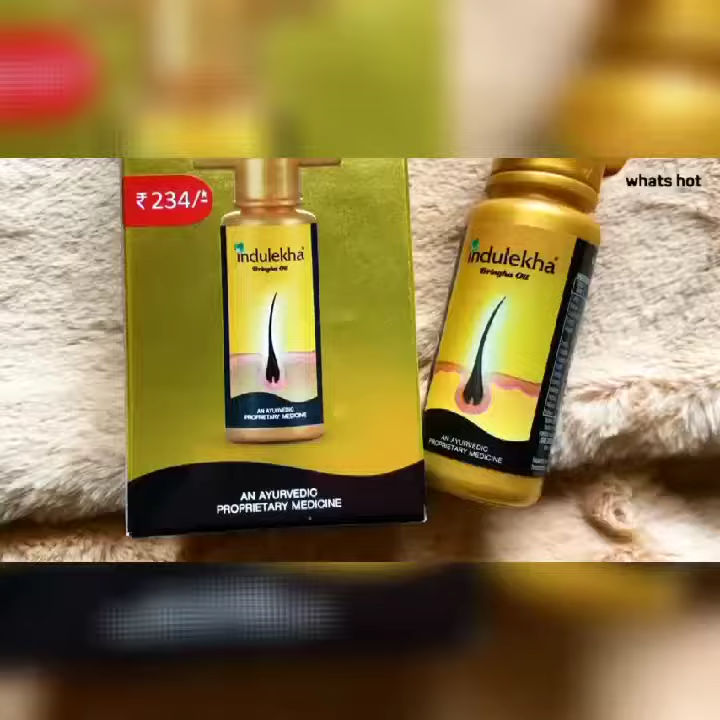 whats hot
₹ 234/*
indulekha®
Bringha Oil
AN AYURVEDIC
PROPRIETARY MEDICINE
AN AYURVEDIC
PROPRIETARY MEDICINE
indulekha®
Bringha Oil
AN AYURVEDIC
PROPRIETARY MEDICINE